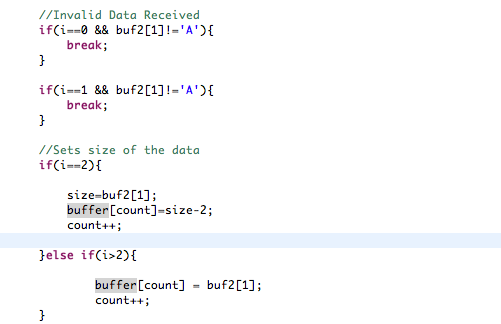 //Invalid Data Received
if(i==0 && buf2[1]!='A'){
break;
}
if(i==1 && buf2[1]!='A'){
break;
}
//Sets size of the data
if(i==2){
size=buf2[1];
buffer[count]=size-2;
count++;
}else if(i>2){
buffer[count] = buf2[1];
count++;
}